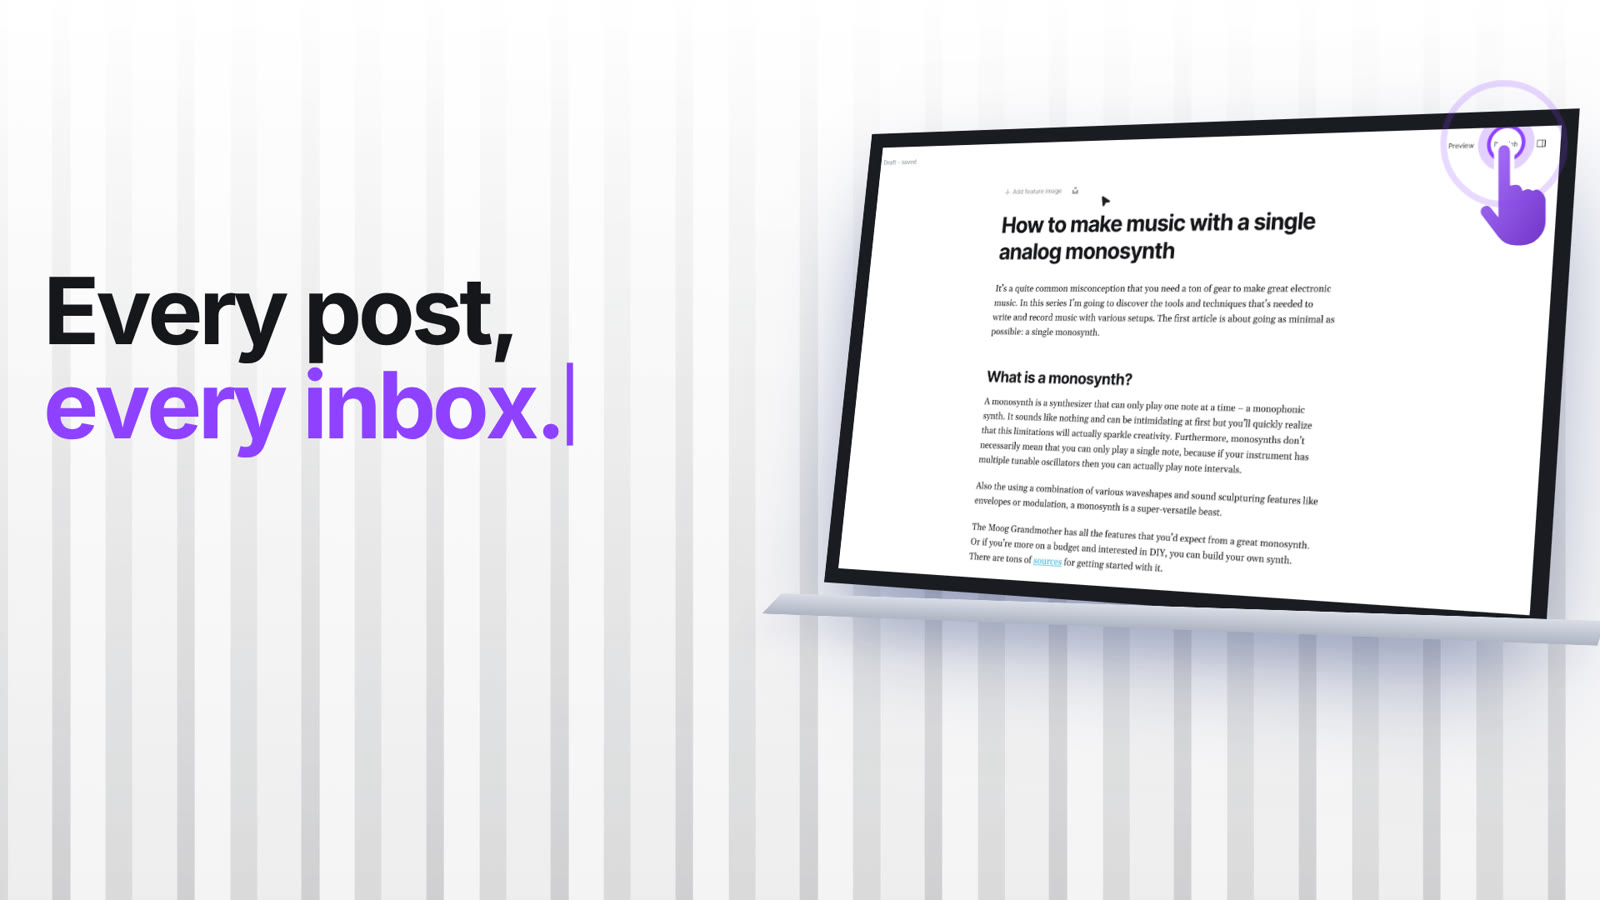 Every post,
every inbox.
Draft - saved
Preview
Add feature image
How to make music with a single
analog monosynth
It's a quite common misconception that you need a ton of gear to make great electronic
music. In this series I'm going to discover the tools and techniques that's needed to
write and record music with various setups. The first article is about going as minimal as
possible: a single monosynth.
What is a monosynth?
A monosynth is a synthesizer that can only play one note at a time – a monophonic
synth. It sounds like nothing and can be intimidating at first but you'll quickly realize
that this limitations will actually sparkle creativity. Furthermore, monosynths don't
necessarily mean that you can only play a single note, because if your instrument has
multiple tunable oscillators then you can actually play note intervals.
Also the using a combination of various waveshapes and sound sculpturing features like
envelopes or modulation, a monosynth is a super-versatile beast.
The Moog Grandmother has all the features that you'd expect from a great monosynth.
Or if you're more on a budget and interested in DIY, you can build your own synth.
There are tons of sources for getting started with it.